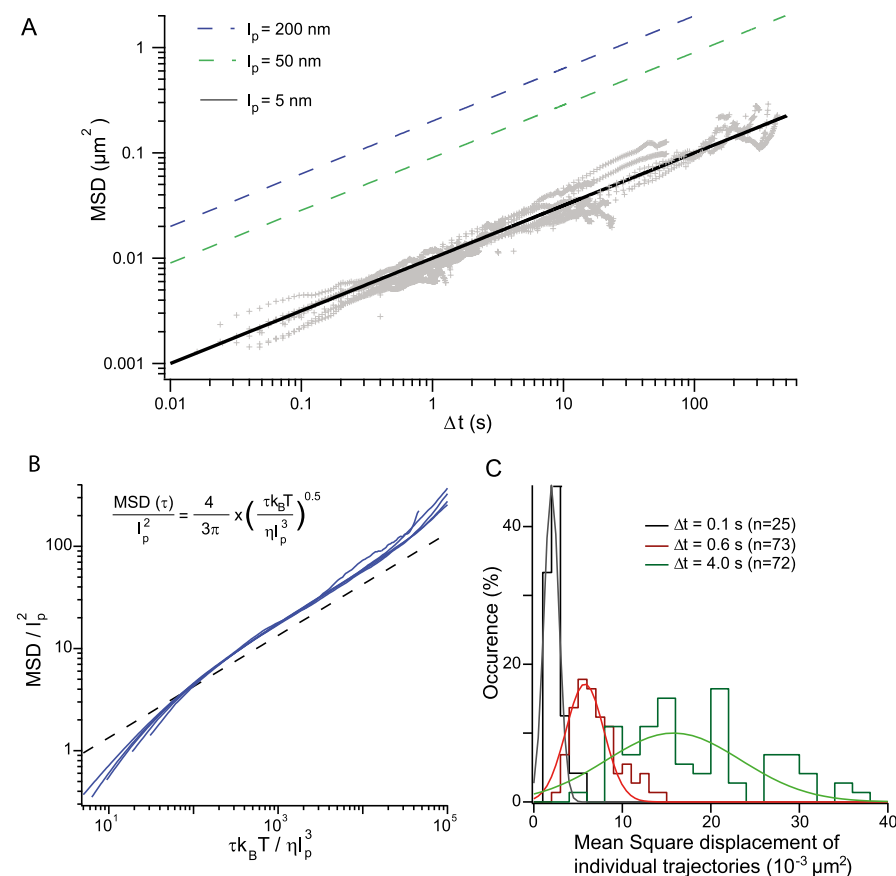 A
l_p = 200 nm
l_p = 50 nm
l_p = 5 nm
MSD (µm²)
1
0.1
0.01
0.001
0.01 0.1 1 10 100
Δt (s)
B
MSD (τ) / l_p² = 4 / 3π x (τk_BT / ηl_p³)^0.5
MSD / l_p²
100
10
1
10¹ 10³ 10⁵
τk_BT / ηl_p³
C
Δt = 0.1 s (n=25)
Δt = 0.6 s (n=73)
Δt = 4.0 s (n=72)
Occurence (%)
40
20
0
0 10 20 30 40
Mean Square displacement of
individual trajectories (10⁻³ µm²)